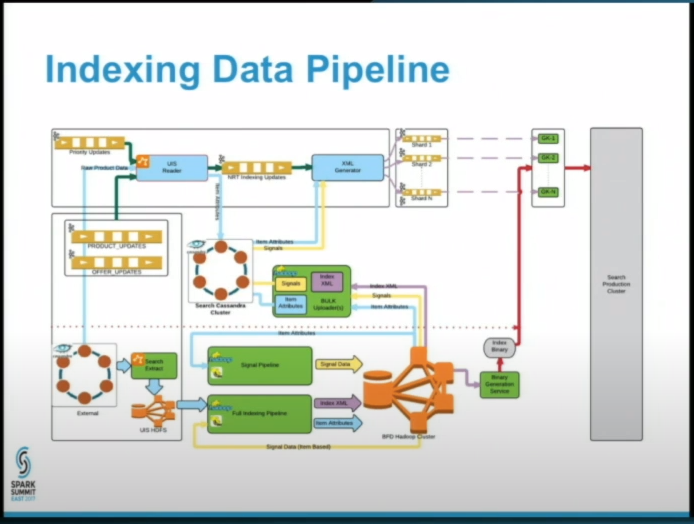 Indexing Data Pipeline
Priority Updates
Base Product Data
UIS
Reader
NRT Indexing Updates
XML
Generator
Shard 1
Shard 2
Shard N
GK-1
GK-2
GK-N
Search
Production
Cluster
Item Attributes
PRODUCT_UPDATES
OFFER_UPDATES
Item Attributes
Signals
Search Cassandra
Cluster
Signals
Index
XML
Item
Attributes
BULK
Uploader(s)
Index XML
Signals
Item Attributes
Item Attributes
Index
Binary
Binary
Generation
Service
External
Search
Extract
UIS HDFS
Signal Pipeline
Signal Data
Full Indexing Pipeline
Index XML
Item Attributes
BFD Hadoop Cluster
Signal Data (Item Based)
SPARK
SUMMIT
EAST 2017